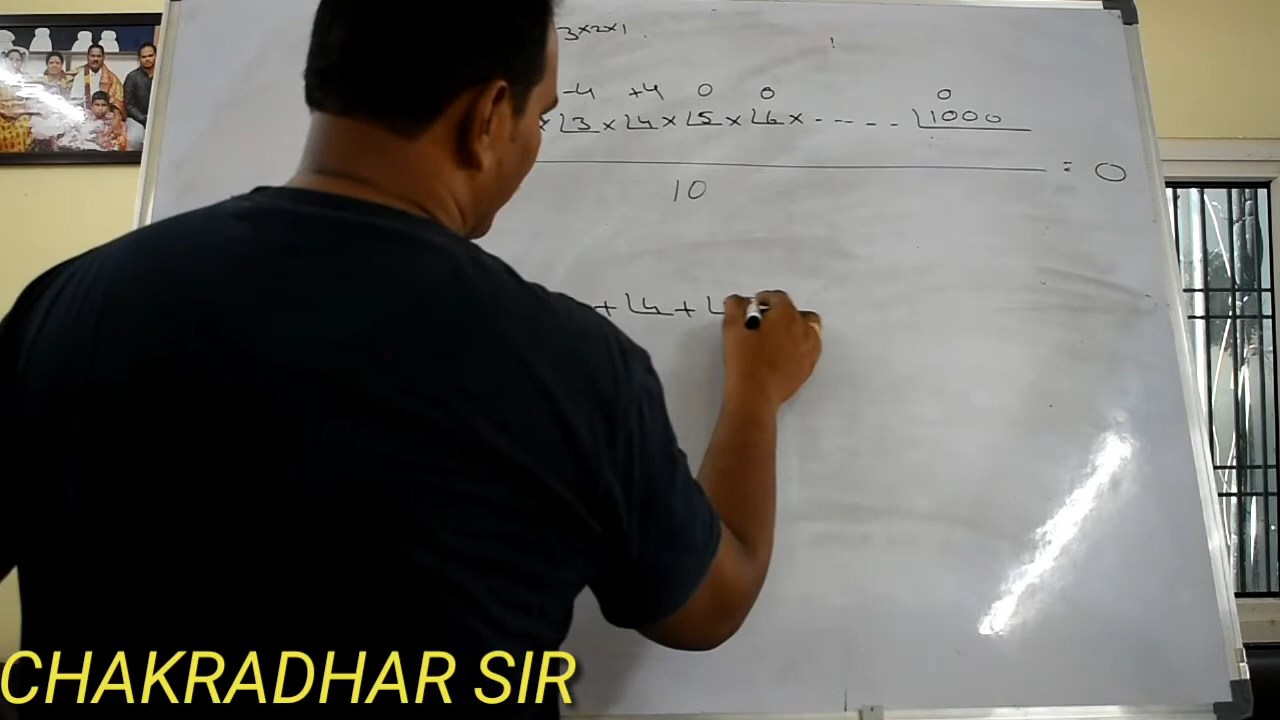 3×2×1
!
-4 +4 0 0 0
× ⌊3 × ⌊4 × ⌊5 × ⌊6 × ----- ⌊1000
= 0
10
+ ⌊4 + ⌊
CHAKRADHAR SIR